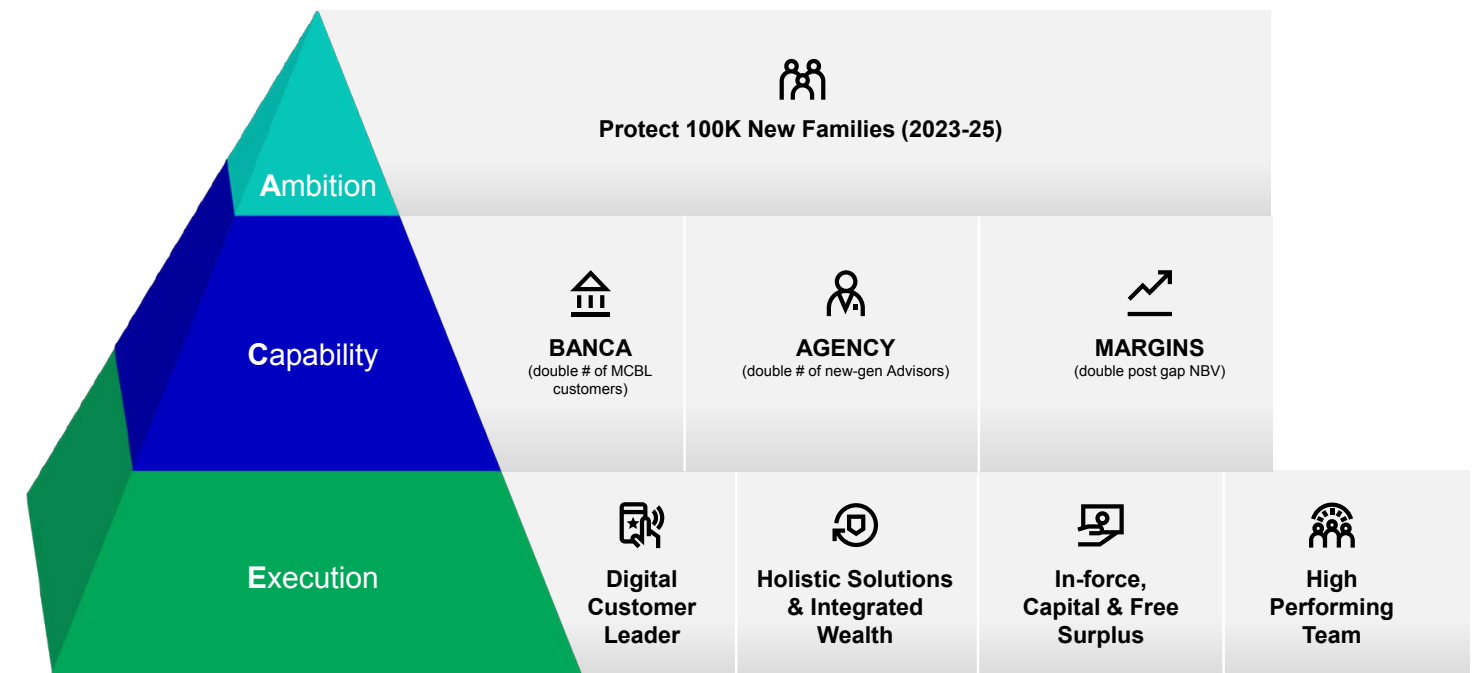 Protect 100K New Families (2023-25)
Ambition
Capability
BANCA
(double # of MCBL
customers)
AGENCY
(double # of new-gen Advisors)
MARGINS
(double post gap NBV)
Execution
Digital
Customer
Leader
Holistic Solutions
& Integrated
Wealth
In-force,
Capital & Free
Surplus
High
Performing
Team